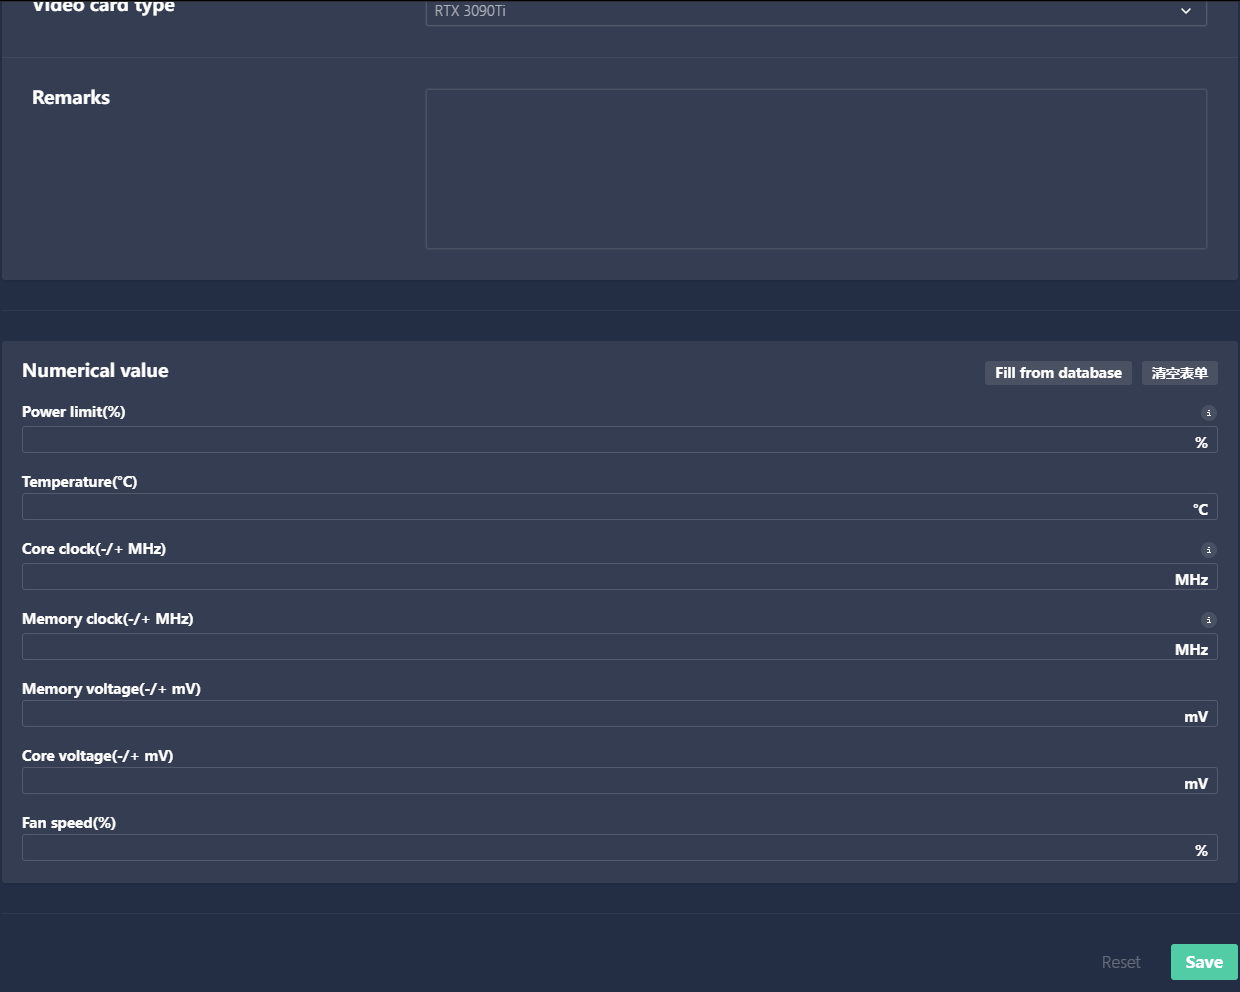 Video card type
RTX 3090Ti
Remarks
Numerical value
Fill from database
清空表单
Power limit(%)
i
%
Temperature(°C)
°C
Core clock(-/+ MHz)
i
MHz
Memory clock(-/+ MHz)
i
MHz
Memory voltage(-/+ mV)
mV
Core voltage(-/+ mV)
mV
Fan speed(%)
%
Reset
Save